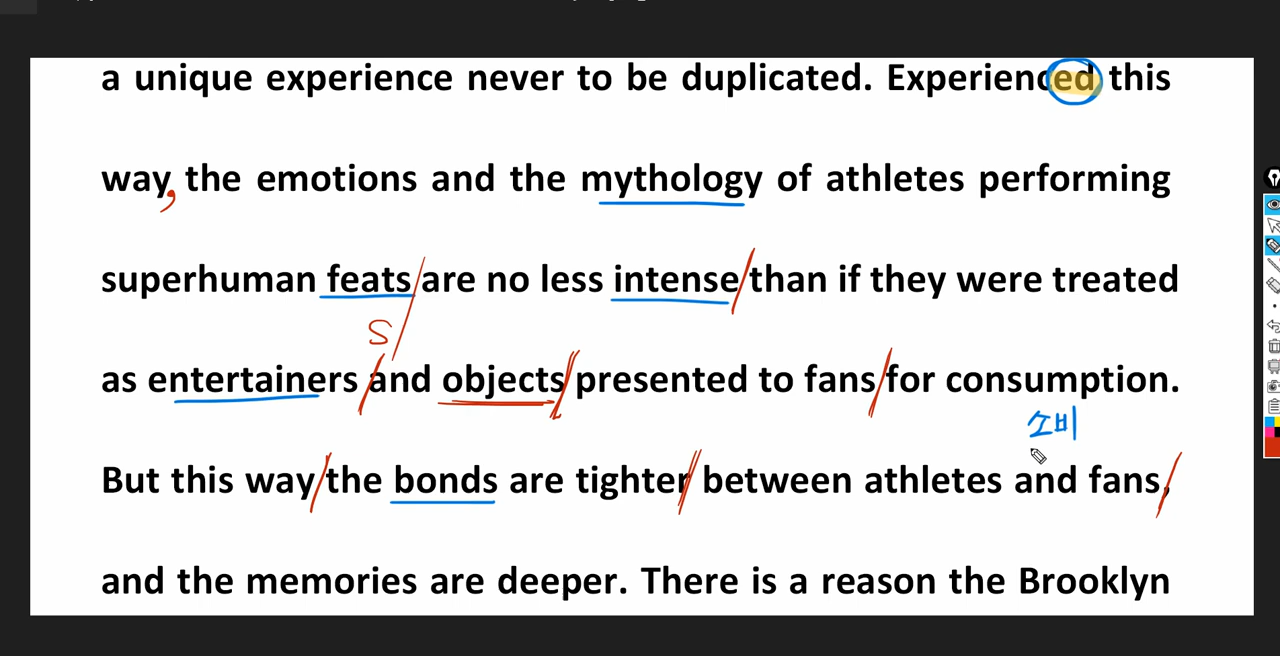 a unique experience never to be duplicated. Experienced this
way, the emotions and the mythology of athletes performing
superhuman feats are no less intense than if they were treated
S
as entertainers and objects presented to fans for consumption.
소비
But this way the bonds are tighter between athletes and fans,
and the memories are deeper. There is a reason the Brooklyn